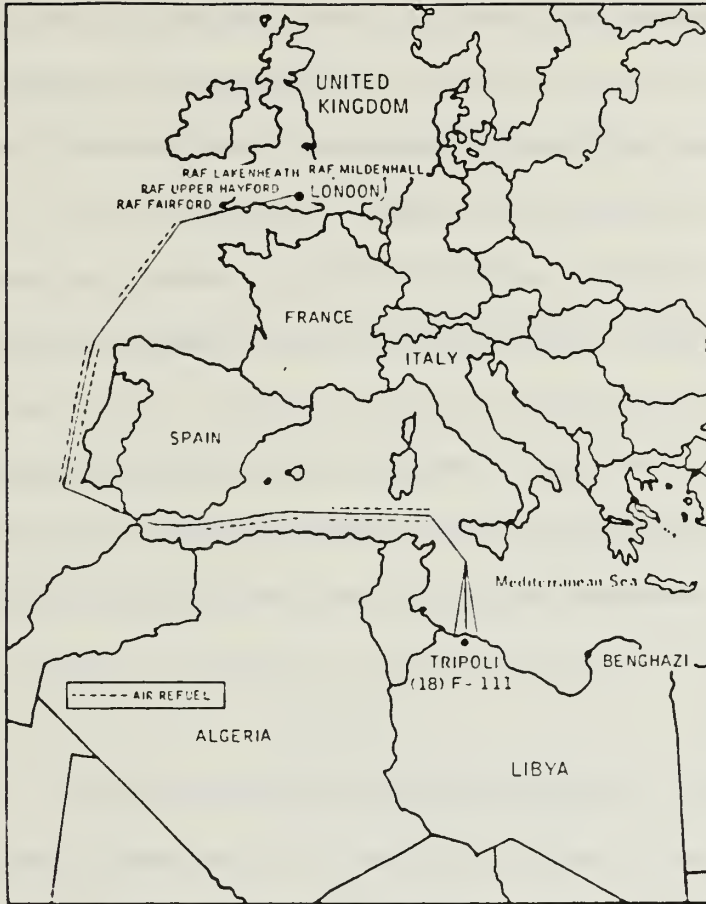 UNITED
KINGDOM
RAF LAKENHEATH RAF MILDENHALL
RAF UPPER HAYFORD LONDON
RAF FAIRFORD
FRANCE
ITALY
SPAIN
Mediterranean Sea
TRIPOLI BENGHAZI
(18) F-111
AIR REFUEL
ALGERIA
LIBYA